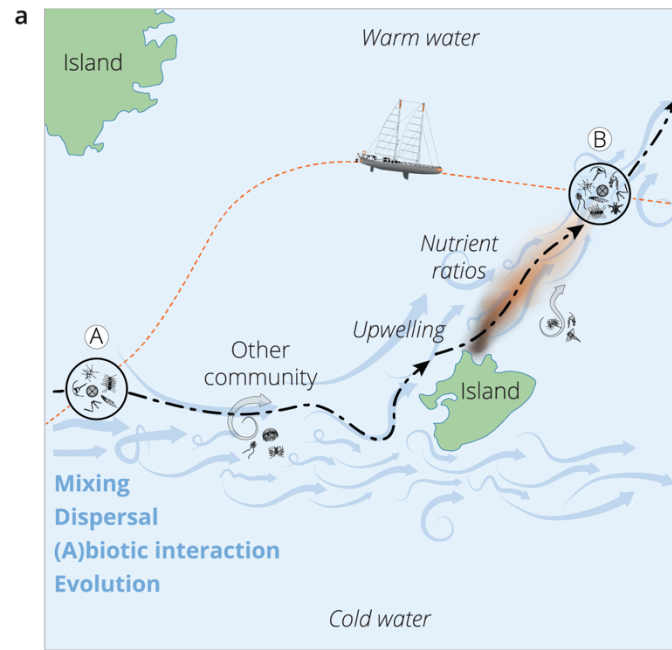 a
Warm water
Island
B
Nutrient
ratios
Upwelling
A
Other
community
Island
Mixing
Dispersal
(A)biotic interaction
Evolution
Cold water